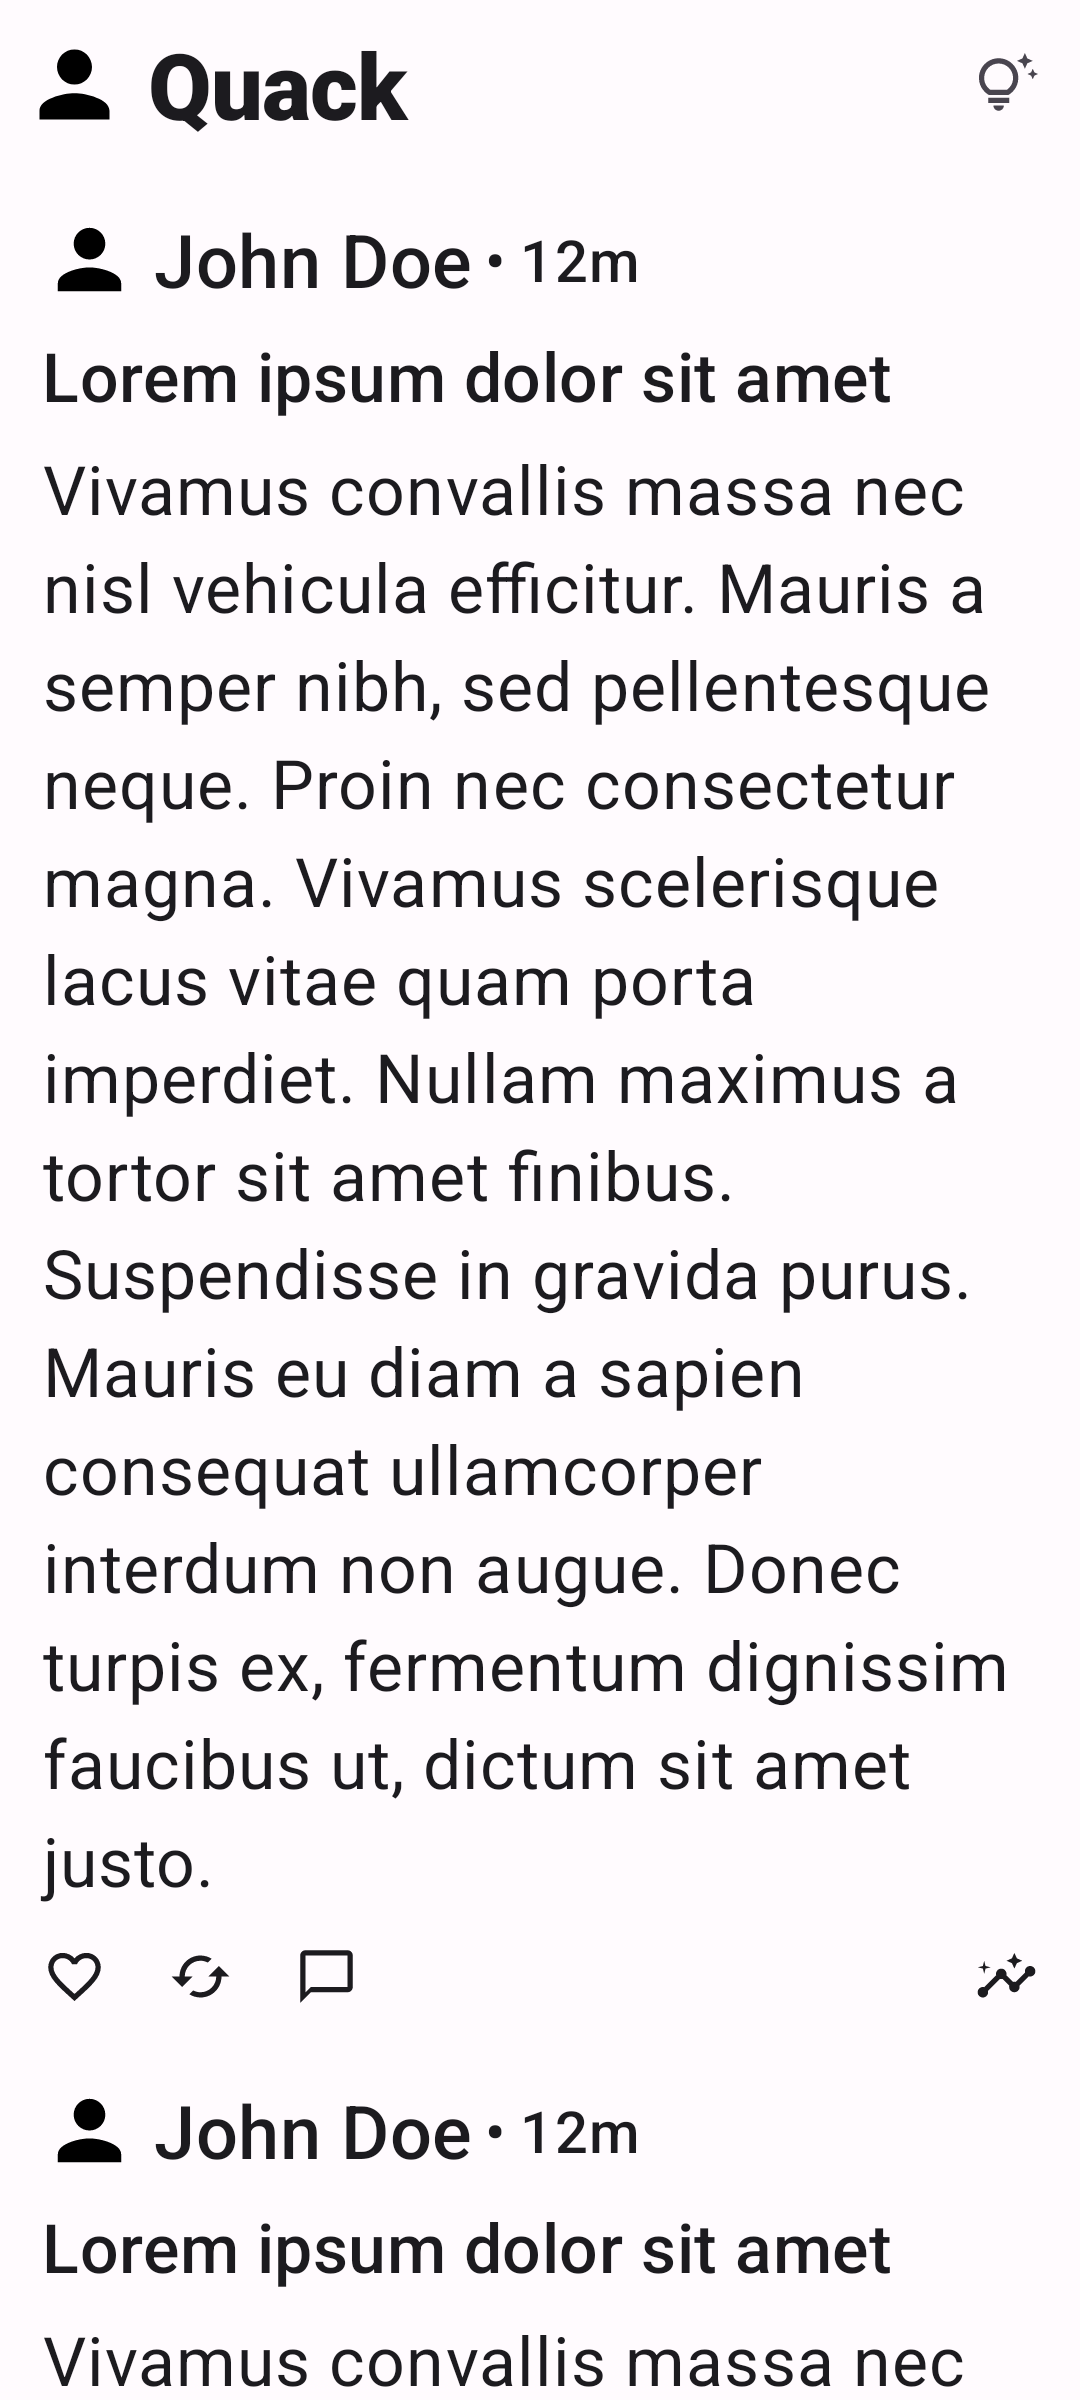 Quack
John Doe • 12m
Lorem ipsum dolor sit amet
Vivamus convallis massa nec
nisl vehicula efficitur. Mauris a
semper nibh, sed pellentesque
neque. Proin nec consectetur
magna. Vivamus scelerisque
lacus vitae quam porta
imperdiet. Nullam maximus a
tortor sit amet finibus.
Suspendisse in gravida purus.
Mauris eu diam a sapien
consequat ullamcorper
interdum non augue. Donec
turpis ex, fermentum dignissim
faucibus ut, dictum sit amet
justo.
John Doe • 12m
Lorem ipsum dolor sit amet
Vivamus convallis massa nec